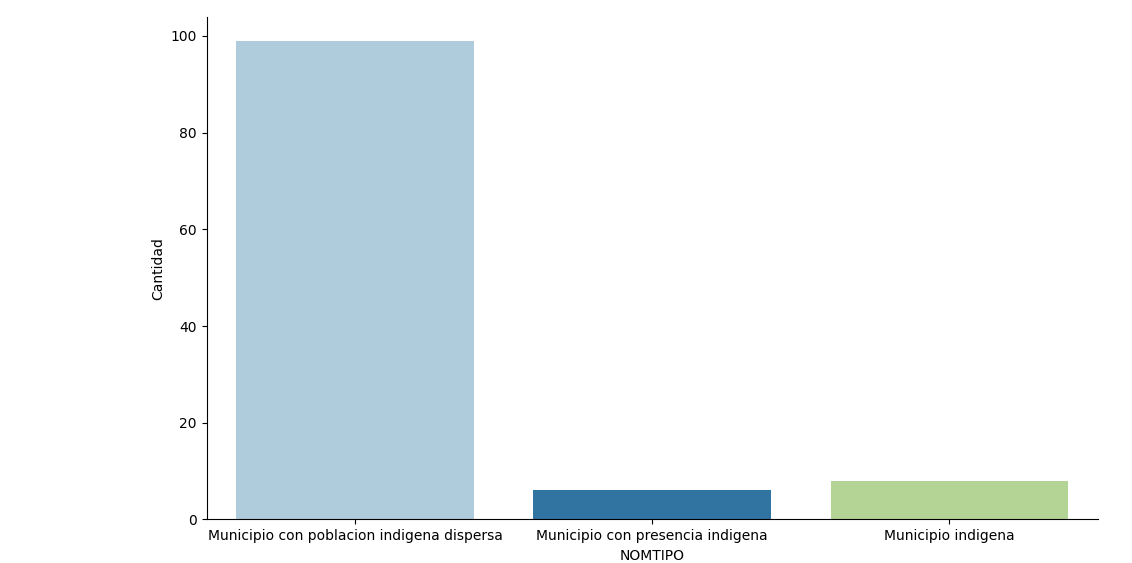 100
80
60
40
20
0
Cantidad
Municipio con poblacion indigena dispersa
Municipio con presencia indigena
Municipio indigena
NOMTIPO